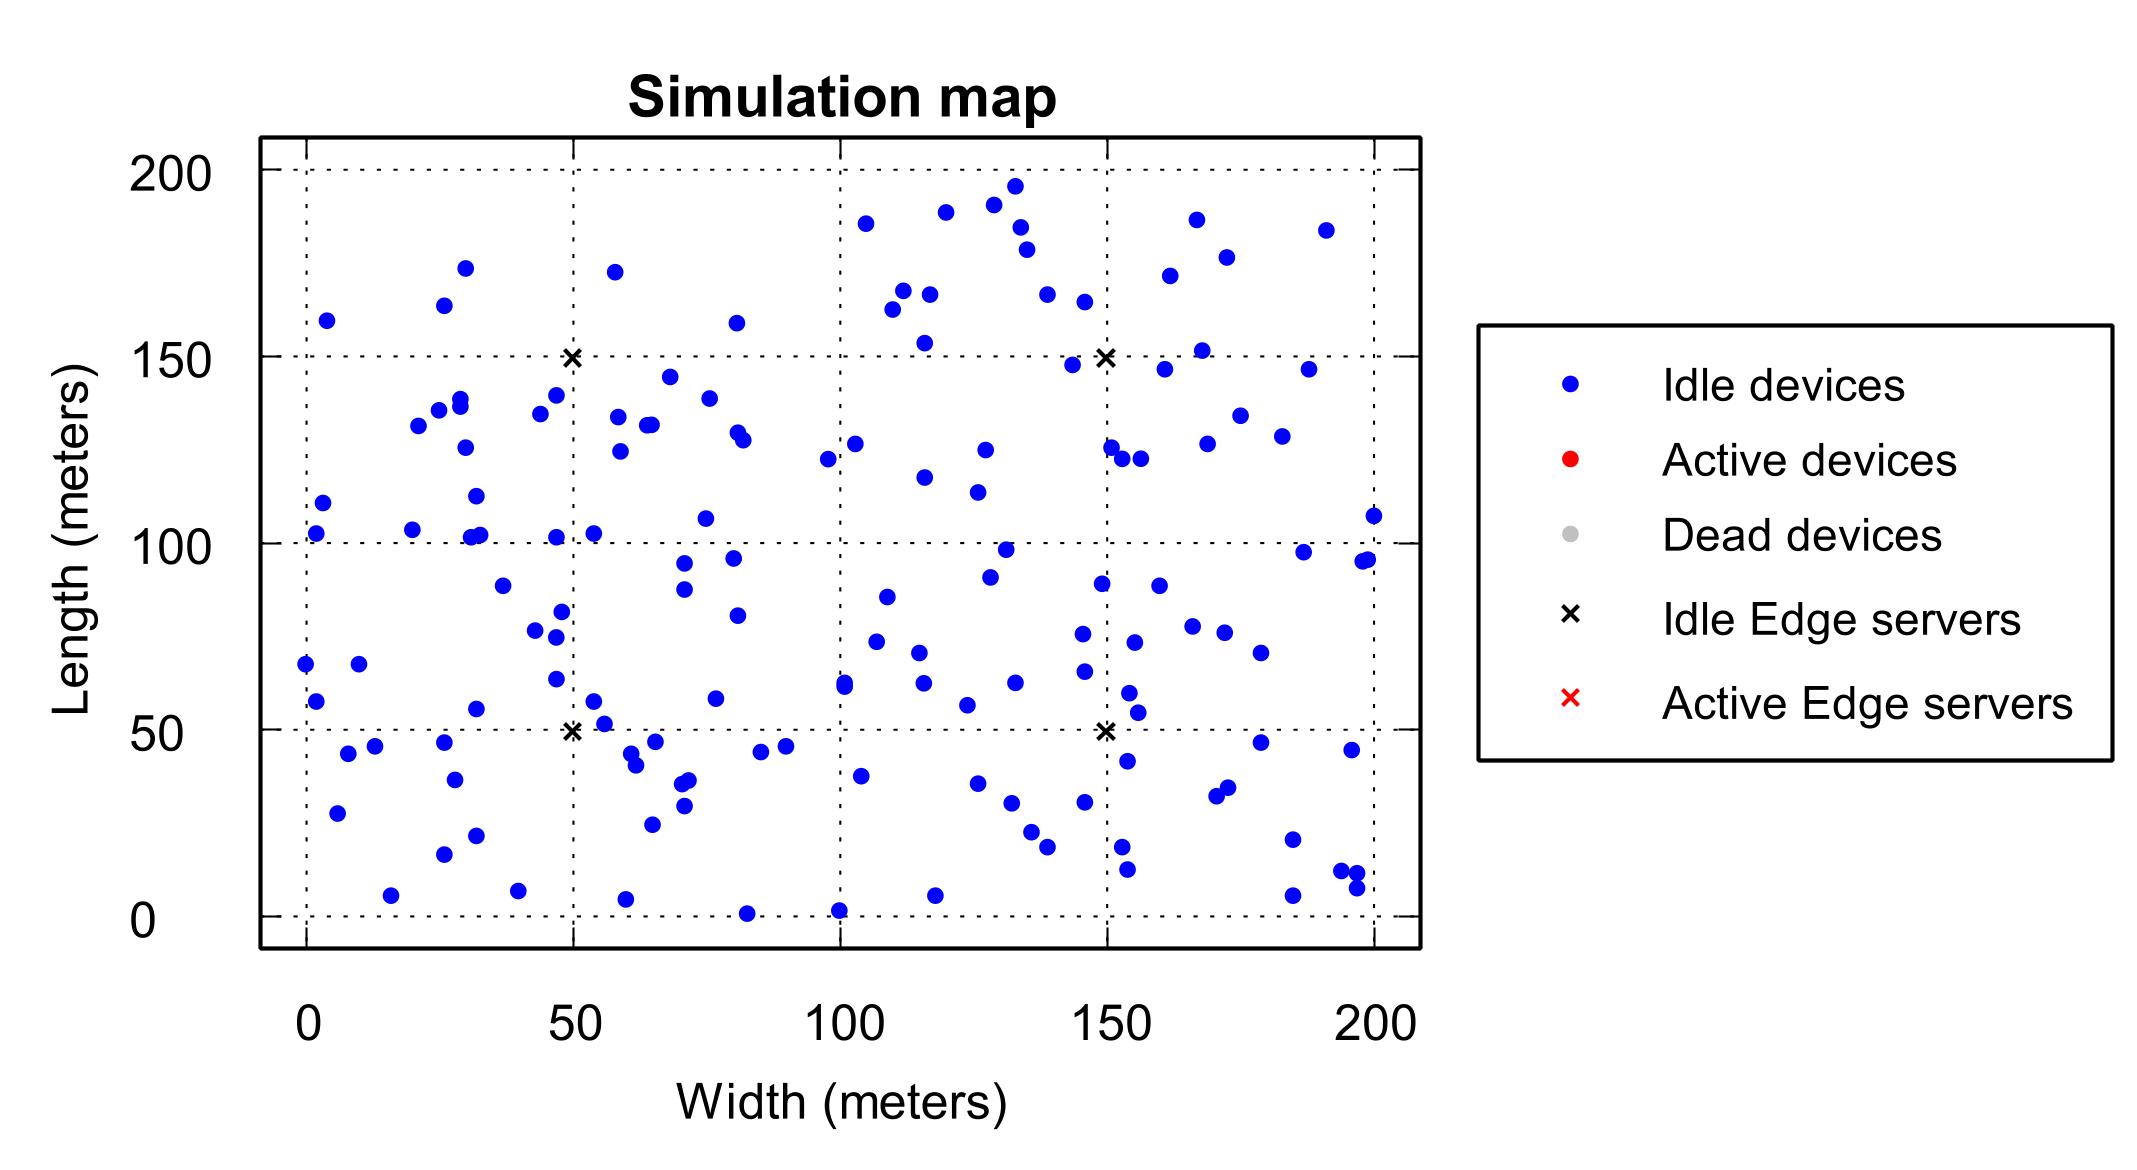 Simulation map
200
150
100
50
0
Length (meters)
0 50 100 150 200
Width (meters)
Idle devices
Active devices
Dead devices
Idle Edge servers
Active Edge servers